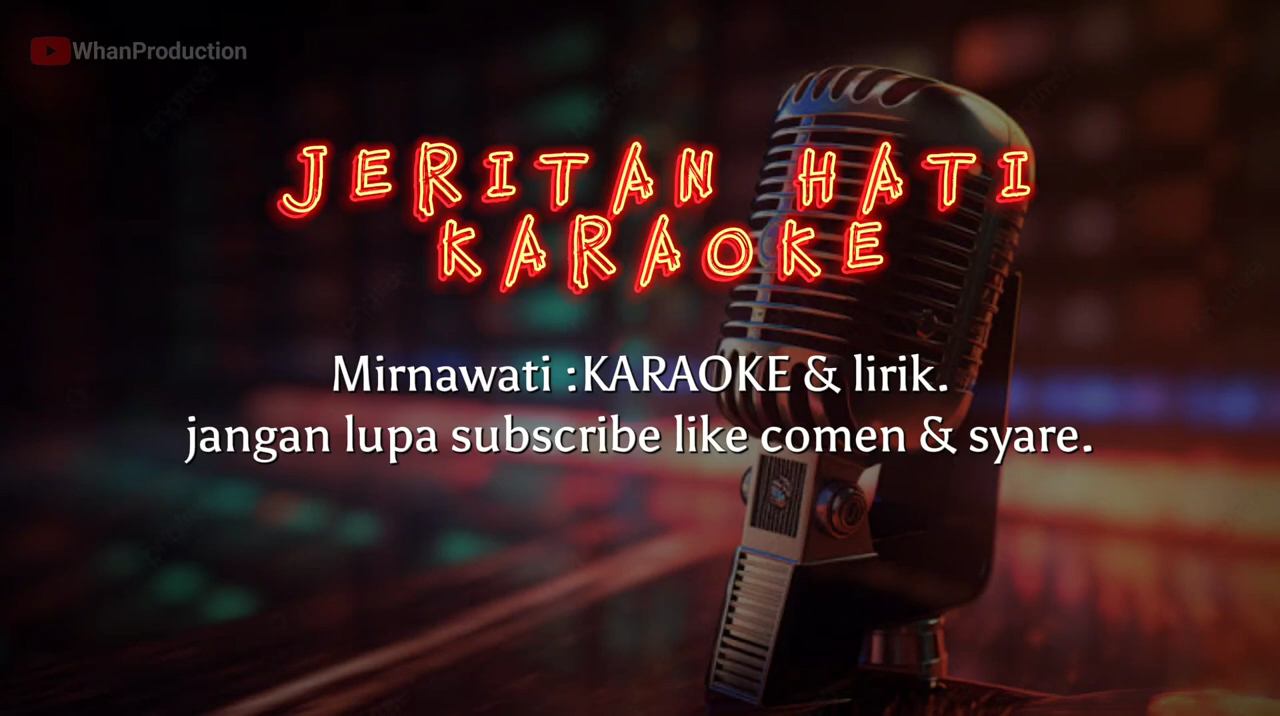 WhanProduction
JERITAN HATI
KARAOKE
Mirnawati :KARAOKE & lirik.
jangan lupa subscribe like comen & syare.